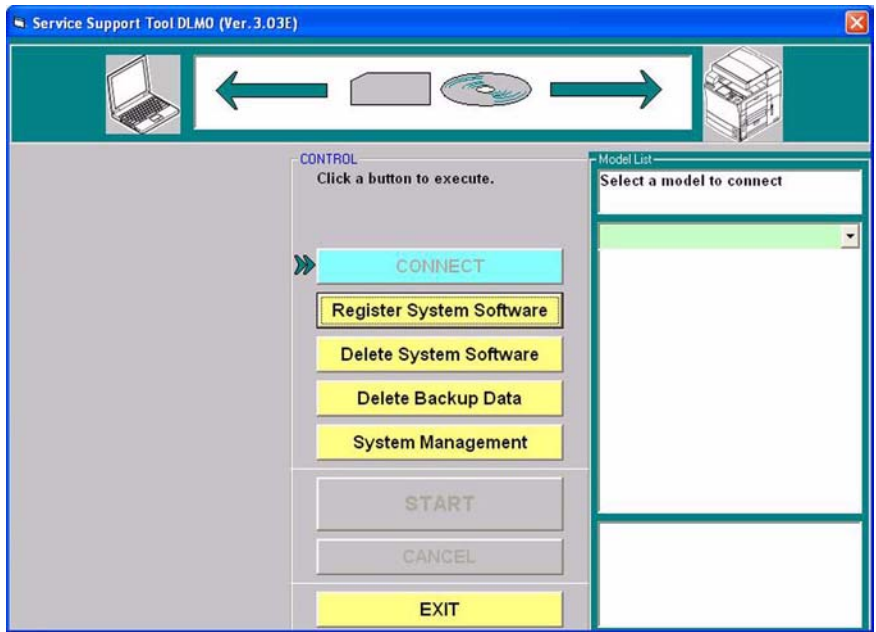 Service Support Tool DLMO (Ver.3.03E)
CONTROL
Click a button to execute.
CONNECT
Register System Software
Delete System Software
Delete Backup Data
System Management
START
CANCEL
EXIT
Model List
Select a model to connect